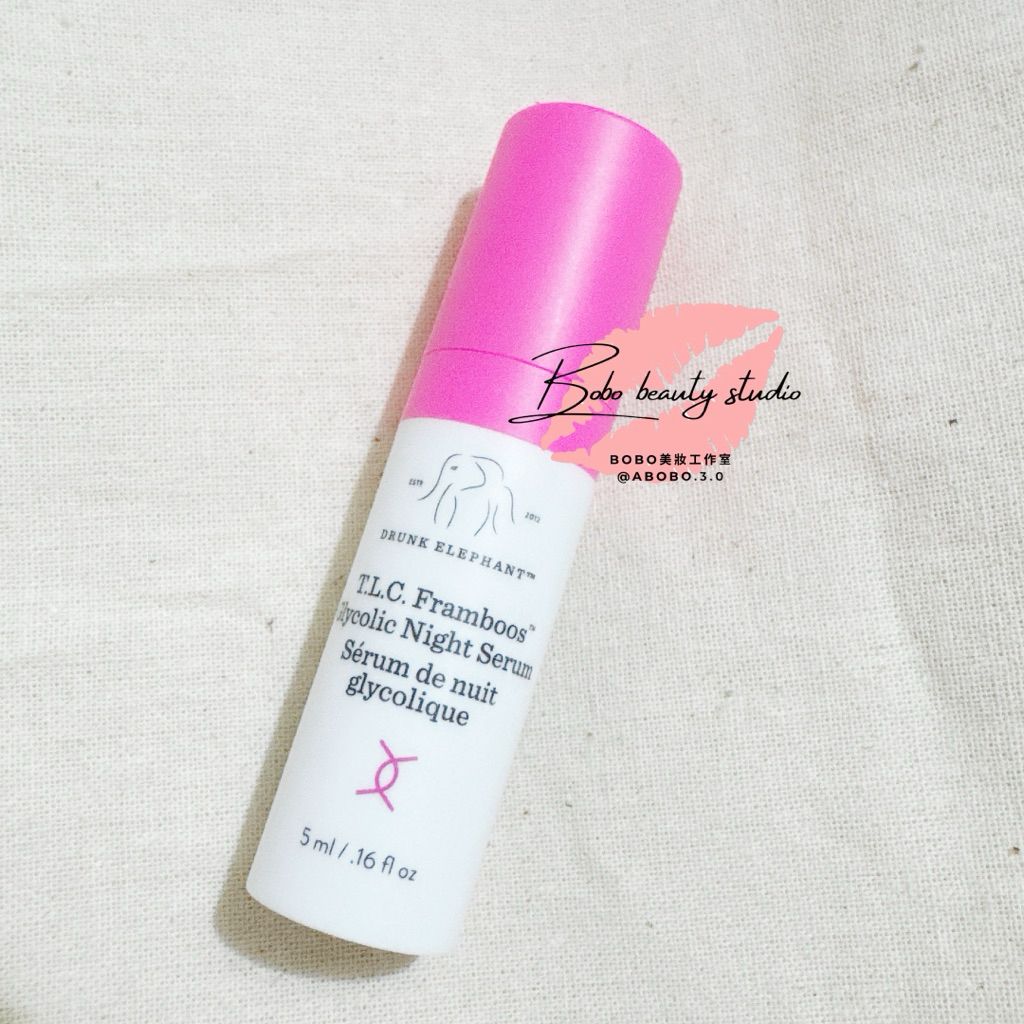 Bobo beauty studio
BOBO美妝工作室
@ABOBO.3.0
ESTD 2012
DRUNK ELEPHANT™
T.L.C. Framboos™
Glycolic Night Serum
Sérum de nuit
glycolique
5 ml / .16 fl oz